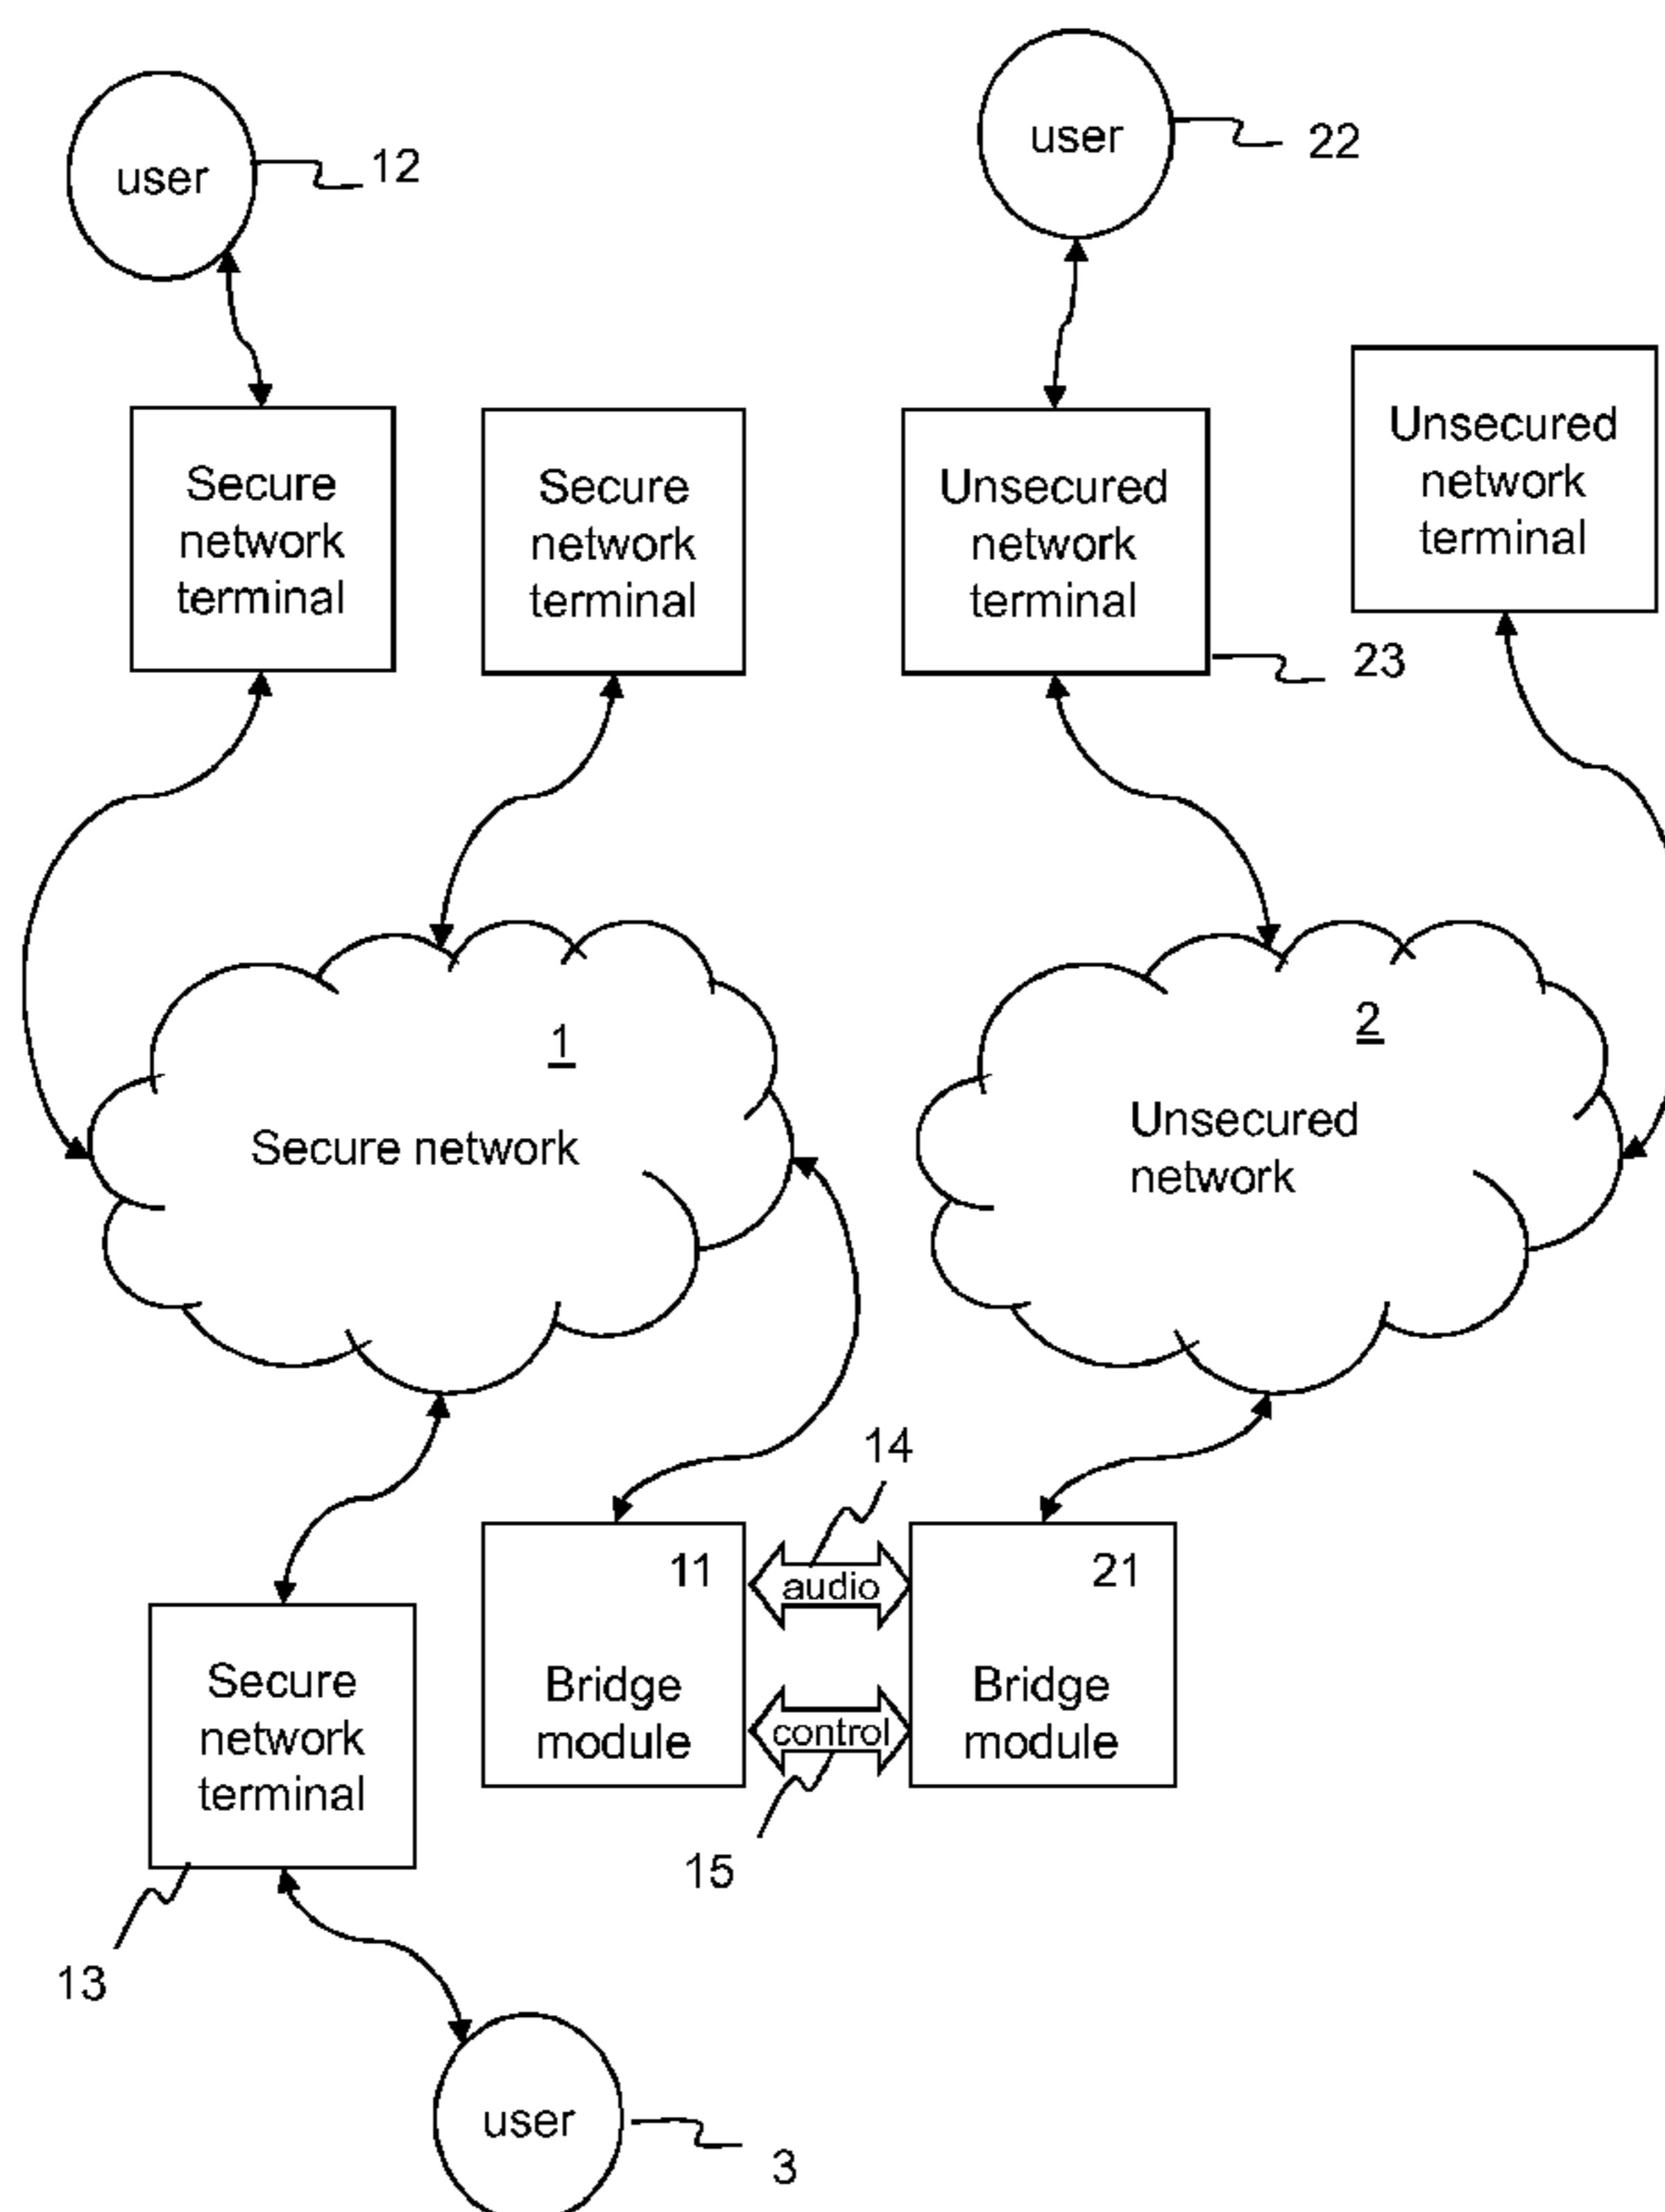 user
12
user
22
Secure
network
terminal
Secure
network
terminal
Unsecured
network
terminal
23
Unsecured
network
terminal
1
Secure network
2
Unsecured
network
14
11
Bridge
module
audio
control
21
Bridge
module
15
Secure
network
terminal
13
user
3